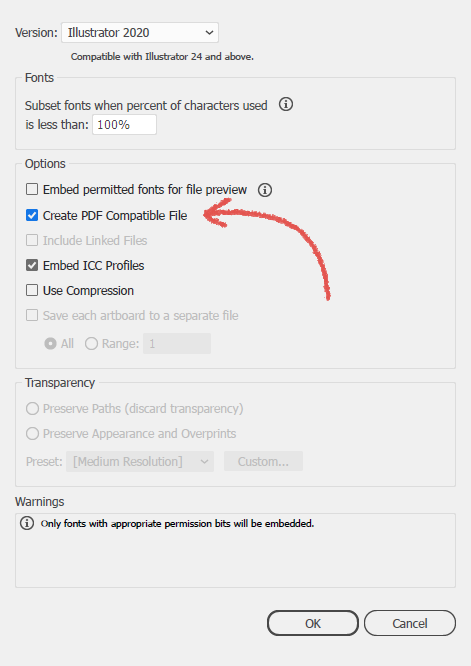 Version: Illustrator 2020
Compatible with Illustrator 24 and above.
Fonts
Subset fonts when percent of characters used
is less than: 100%
Options
Embed permitted fonts for file preview
Create PDF Compatible File
Include Linked Files
Embed ICC Profiles
Use Compression
Save each artboard to a separate file
All Range: 1
Transparency
Preserve Paths (discard transparency)
Preserve Appearance and Overprints
Preset: [Medium Resolution] Custom...
Warnings
Only fonts with appropriate permission bits will be embedded.
OK Cancel